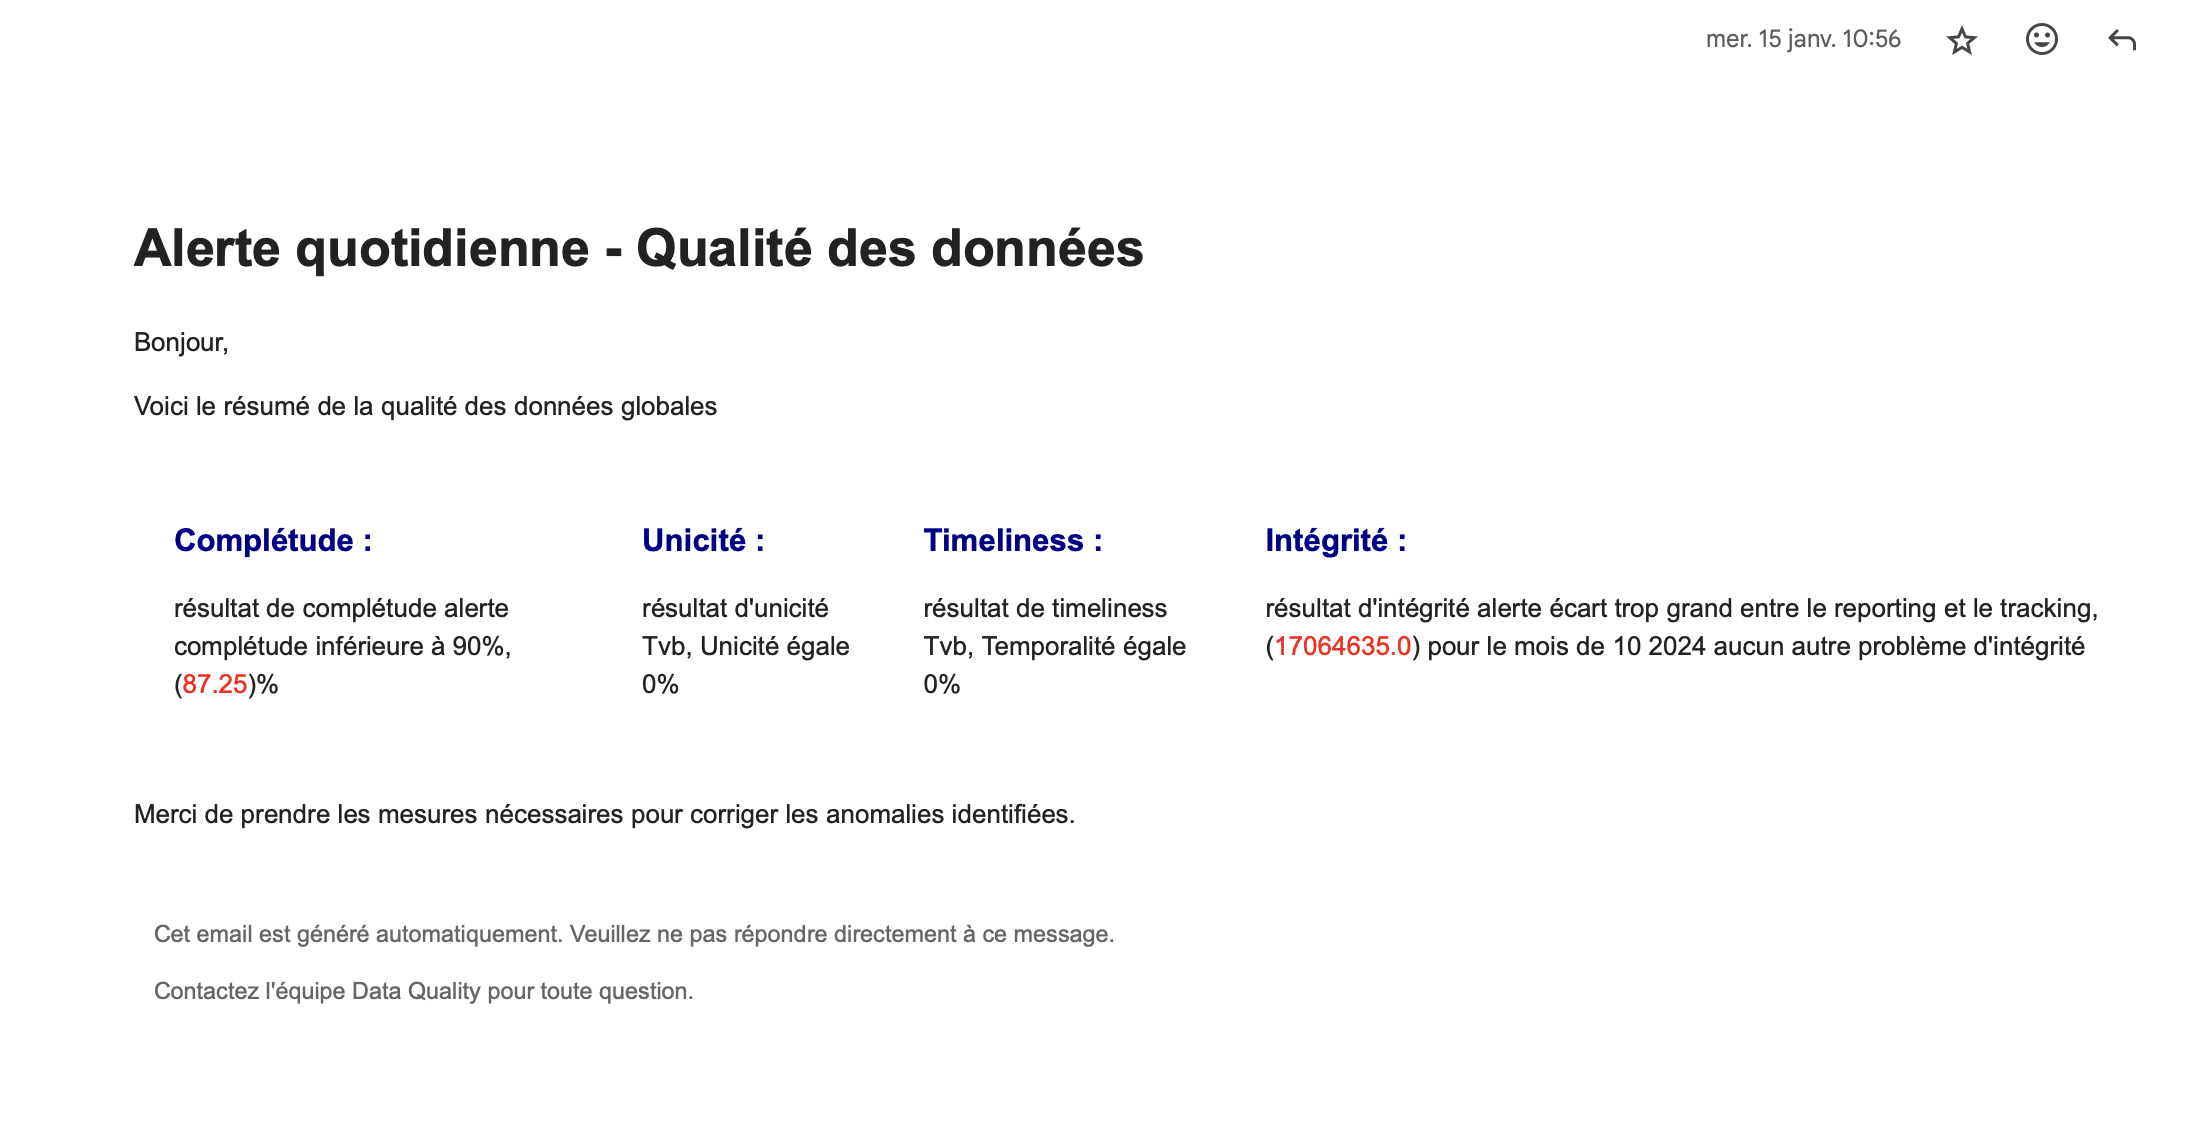 mer. 15 janv. 10:56
Alerte quotidienne - Qualité des données
Bonjour,
Voici le résumé de la qualité des données globales
Complétude :
résultat de complétude alerte
complétude inférieure à 90%,
(87.25)%
Unicité :
résultat d'unicité
Tvb, Unicité égale
0%
Timeliness :
résultat de timeliness
Tvb, Temporalité égale
0%
Intégrité :
résultat d'intégrité alerte écart trop grand entre le reporting et le tracking,
(17064635.0) pour le mois de 10 2024 aucun autre problème d'intégrité
Merci de prendre les mesures nécessaires pour corriger les anomalies identifiées.
Cet email est généré automatiquement. Veuillez ne pas répondre directement à ce message.
Contactez l'équipe Data Quality pour toute question.